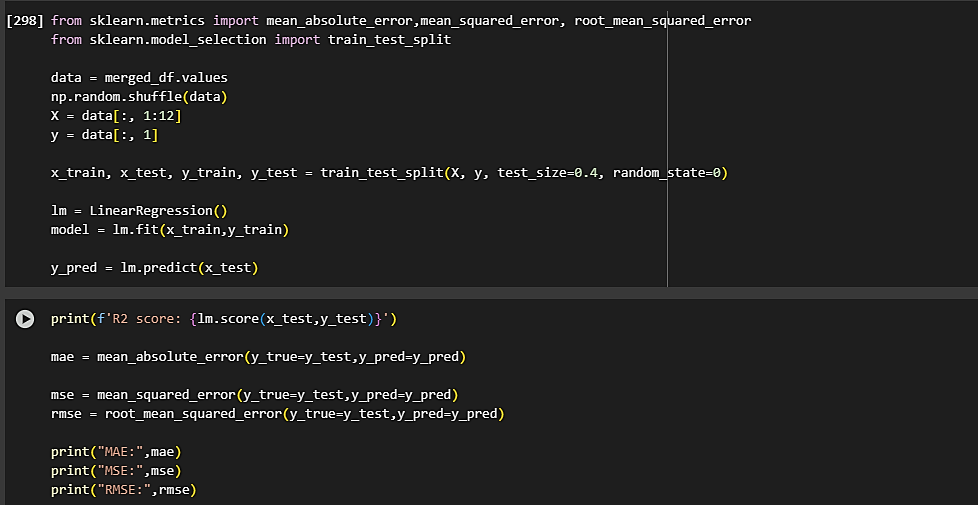 [298] from sklearn.metrics import mean_absolute_error,mean_squared_error, root_mean_squared_error
from sklearn.model_selection import train_test_split
data = merged_df.values
np.random.shuffle(data)
X = data[:, 1:12]
y = data[:, 1]
x_train, x_test, y_train, y_test = train_test_split(X, y, test_size=0.4, random_state=0)
lm = LinearRegression()
model = lm.fit(x_train,y_train)
y_pred = lm.predict(x_test)
print(f'R2 score: {lm.score(x_test,y_test)}')
mae = mean_absolute_error(y_true=y_test,y_pred=y_pred)
mse = mean_squared_error(y_true=y_test,y_pred=y_pred)
rmse = root_mean_squared_error(y_true=y_test,y_pred=y_pred)
print("MAE:",mae)
print("MSE:",mse)
print("RMSE:",rmse)